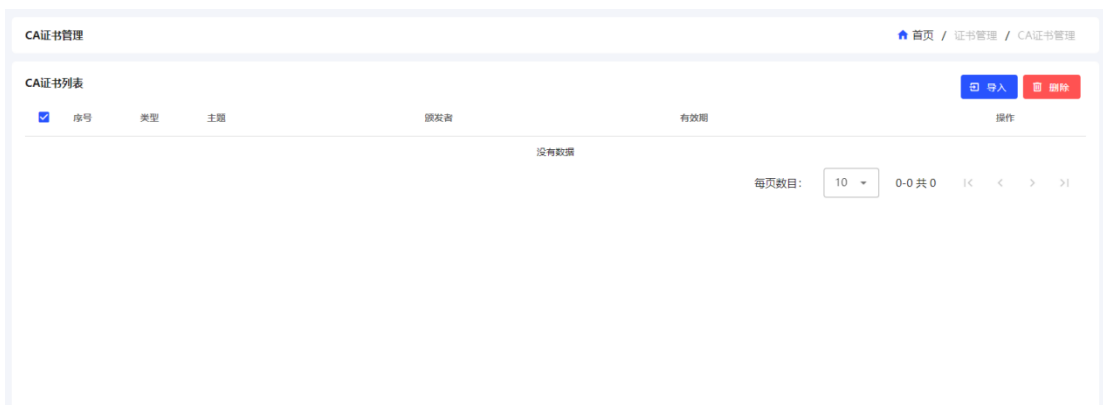 CA证书管理 首页 / 证书管理 / CA证书管理
CA证书列表 导入 删除
序号 类型 主题 颁发者 有效期 操作
没有数据
每页数目： 10 0-0 共 0